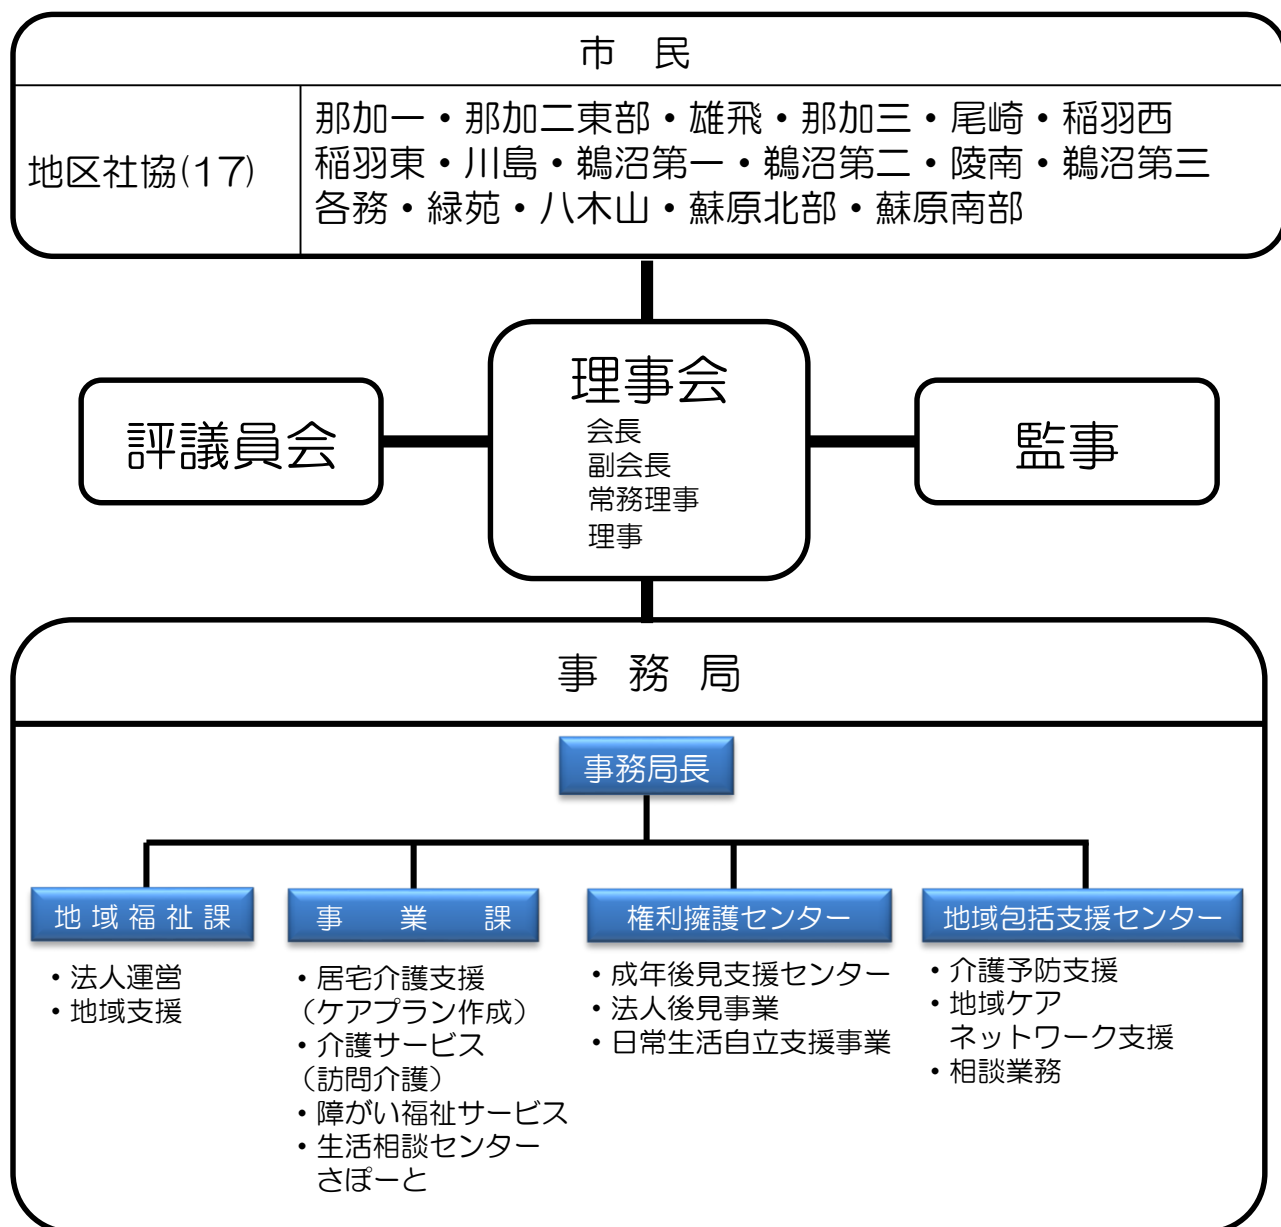 市 民
地区社協(17)
那加一・那加二東部・雄飛・那加三・尾崎・稲羽西
稲羽東・川島・鵜沼第一・鵜沼第二・陵南・鵜沼第三
各務・緑苑・八木山・蘇原北部・蘇原南部
理事会
会長
副会長
常務理事
理事
評議員会
監事
事 務 局
事務局長
地 域 福 祉 課
・法人運営
・地域支援
事 業 課
・居宅介護支援
（ケアプラン作成）
・介護サービス
（訪問介護）
・障がい福祉サービス
・生活相談センター
さぽーと
権利擁護センター
・成年後見支援センター
・法人後見事業
・日常生活自立支援事業
地域包括支援センター
・介護予防支援
・地域ケア
ネットワーク支援
・相談業務